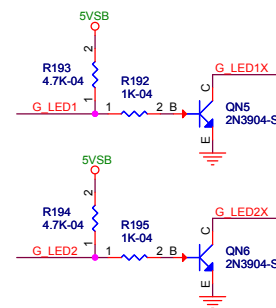 5VSB
2
R193
4.7K-04
1
R192
1K-04
G_LED1
1
2
B
C
E
G_LED1X
QN5
2N3904-S
5VSB
2
R194
4.7K-04
1
R195
1K-04
G_LED2
1
2
B
C
E
G_LED2X
QN6
2N3904-S